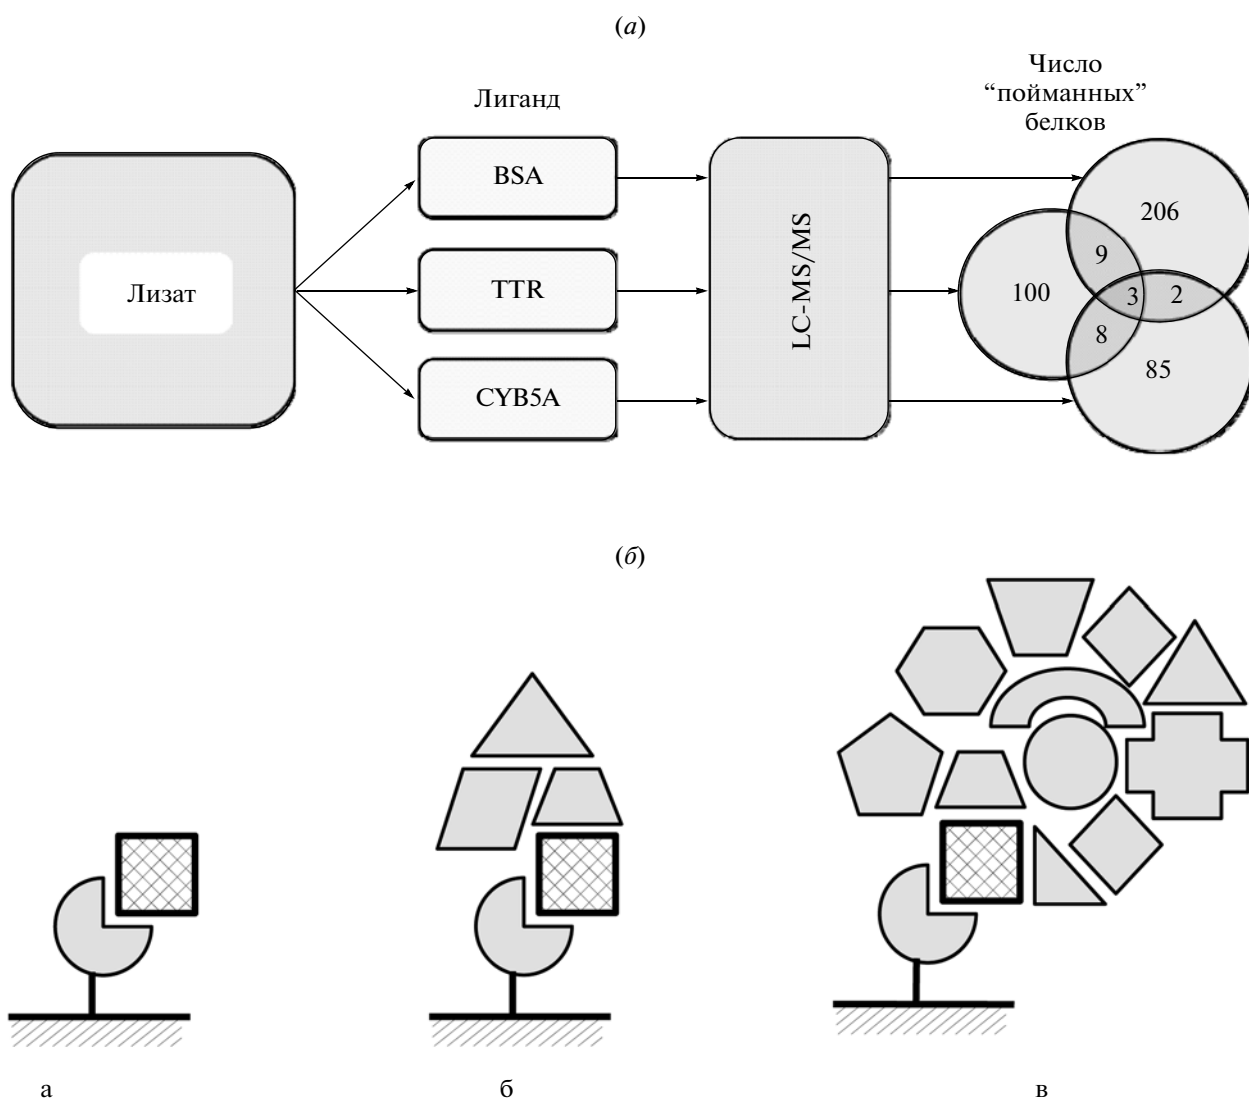 (а)
Лиганд
Число
“пойманных”
белков
Лизат
BSA
TTR
CYB5A
LC-MS/MS
206
9
100
3
2
8
85
(б)
а
б
в